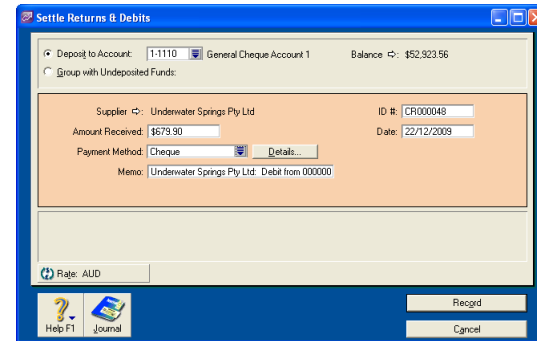 Settle Returns & Debits
Deposit to Account: 1-1110 General Cheque Account 1 Balance ⇨: $52,923.56
Group with Undeposited Funds:
Supplier ⇨: Underwater Springs Pty Ltd ID #: CR000048
Amount Received: $679.90 Date: 22/12/2009
Payment Method: Cheque Details...
Memo: Underwater Springs Pty Ltd: Debit from 000000
Rate: AUD
Record
Help F1 Journal Cancel